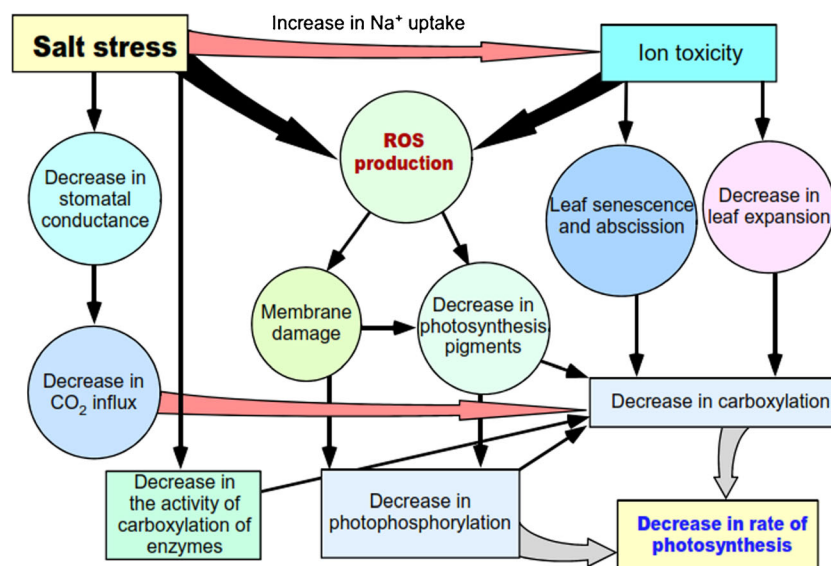 Increase in Na⁺ uptake
Salt stress
Ion toxicity
ROS
production
Decrease in
stomatal
conductance
Leaf senescence
and abscission
Decrease in
leaf expansion
Membrane
damage
Decrease in
photosynthesis
pigments
Decrease in
CO₂ influx
Decrease in carboxylation
Decrease in
the activity of
carboxylation of
enzymes
Decrease in
photophosphorylation
Decrease in rate of
photosynthesis